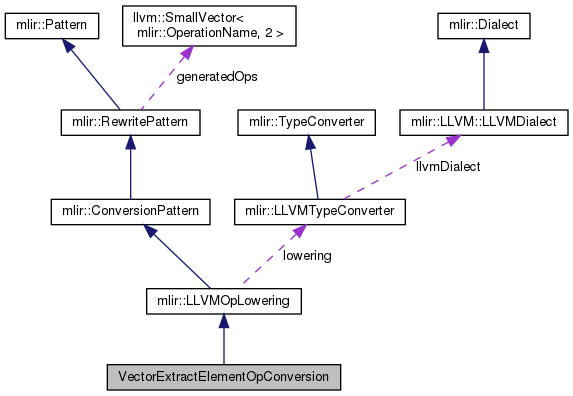 mlir::Pattern
llvm::SmallVector<
mlir::OperationName, 2 >
mlir::Dialect
generatedOps
mlir::RewritePattern
mlir::TypeConverter
mlir::LLVM::LLVMDialect
llvmDialect
mlir::ConversionPattern
mlir::LLVMTypeConverter
lowering
mlir::LLVMOpLowering
VectorExtractElementOpConversion